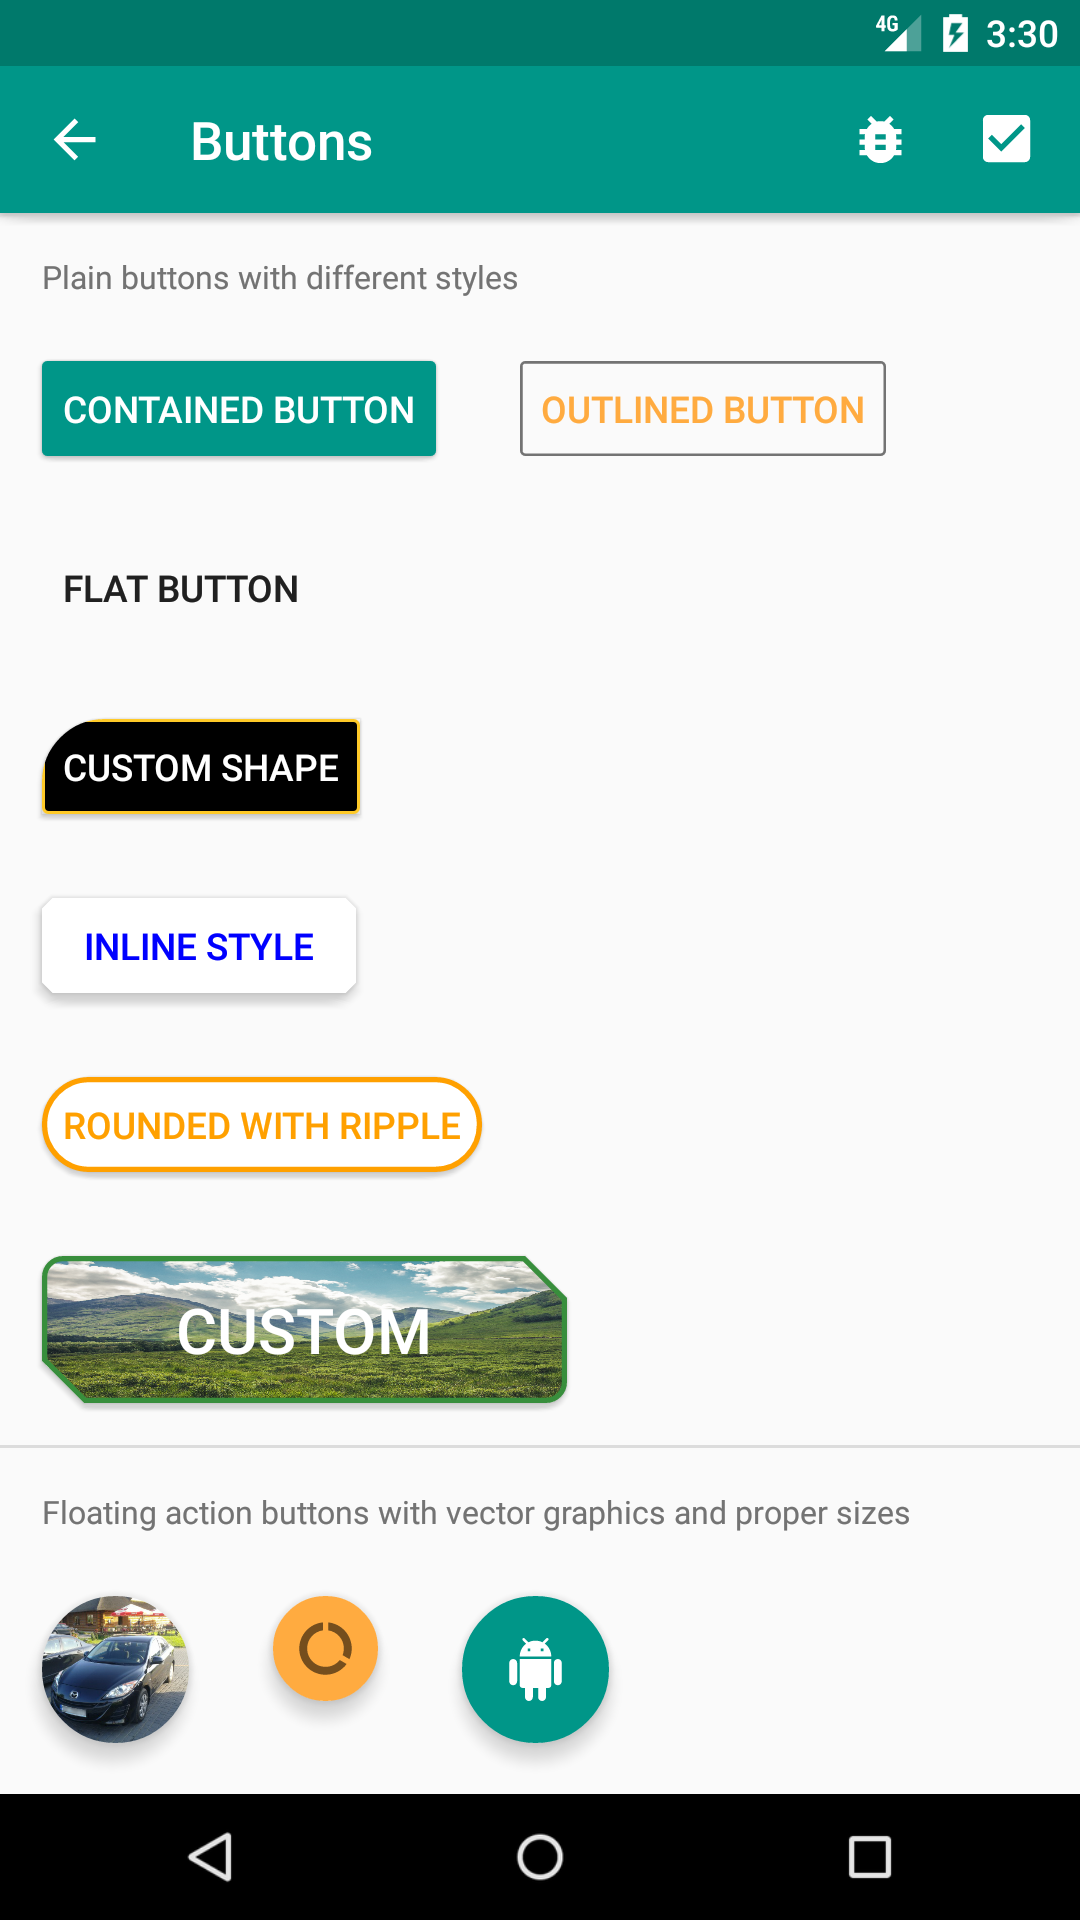 4G 3:30
Buttons
Plain buttons with different styles
CONTAINED BUTTON OUTLINED BUTTON
FLAT BUTTON
CUSTOM SHAPE
INLINE STYLE
ROUNDED WITH RIPPLE
CUSTOM
Floating action buttons with vector graphics and proper sizes